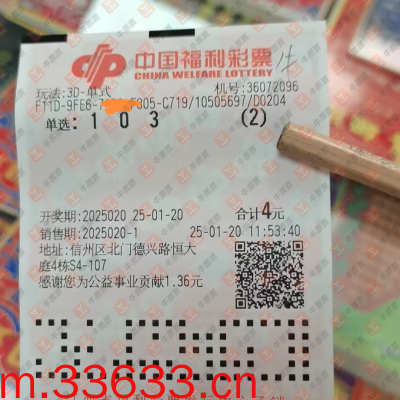 中国福利彩票
CHINA WELFARE LOTTERY
玩法:3D-单式 机号:36072096
F11D-9FE6-7 305-C719/10505697/D0204
单选: 1 0 3 (2)
开奖期:2025020 25-01-20 合计4元
销售期:2025020-1 25-01-20 11:53:40
地址:信州区北门德兴路恒大
庭4栋S4-107
感谢您为公益事业贡献1.36元
m.33633.cn